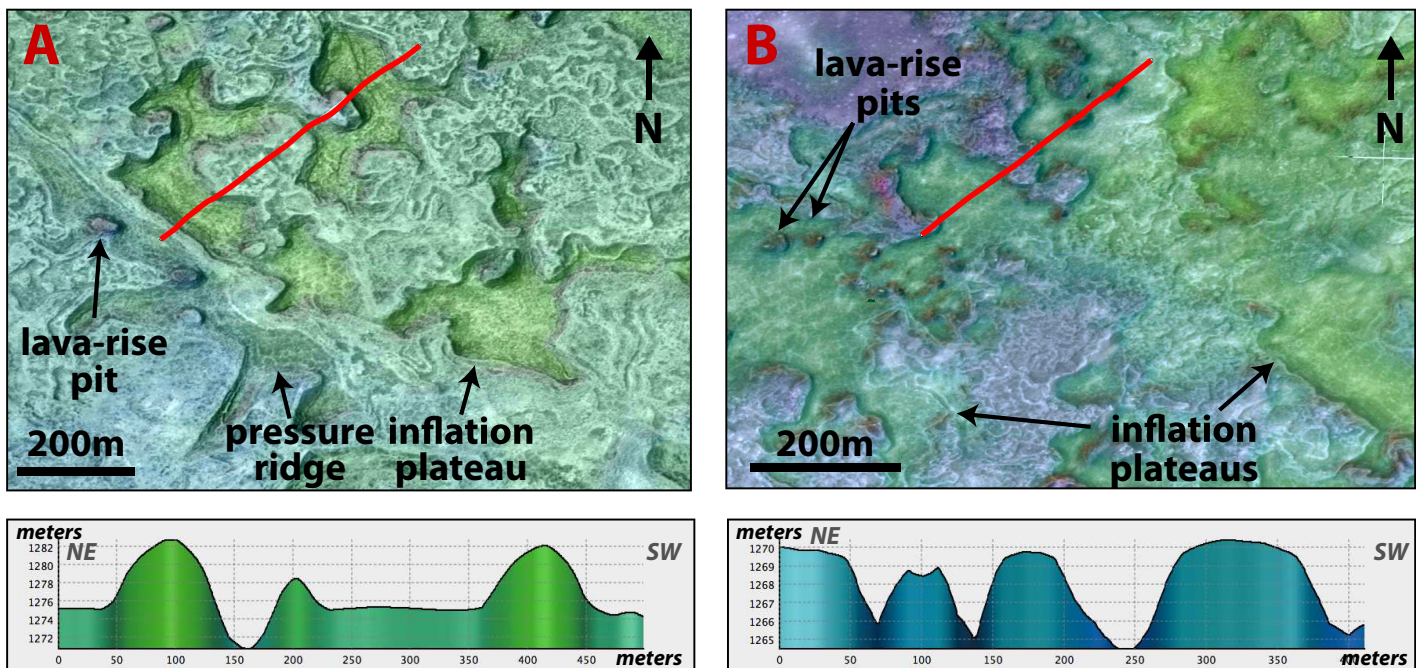 A
N
lava-rise
pit
200m
pressure
ridge
inflation
plateau
B
lava-rise
pits
N
200m
inflation
plateaus
meters
NE
SW
1282
1280
1278
1276
1274
1272
0 50 100 150 200 250 300 350 400 450
meters
meters
NE
SW
1270
1269
1268
1267
1266
1265
0 50 100 150 200 250 300 350
meters